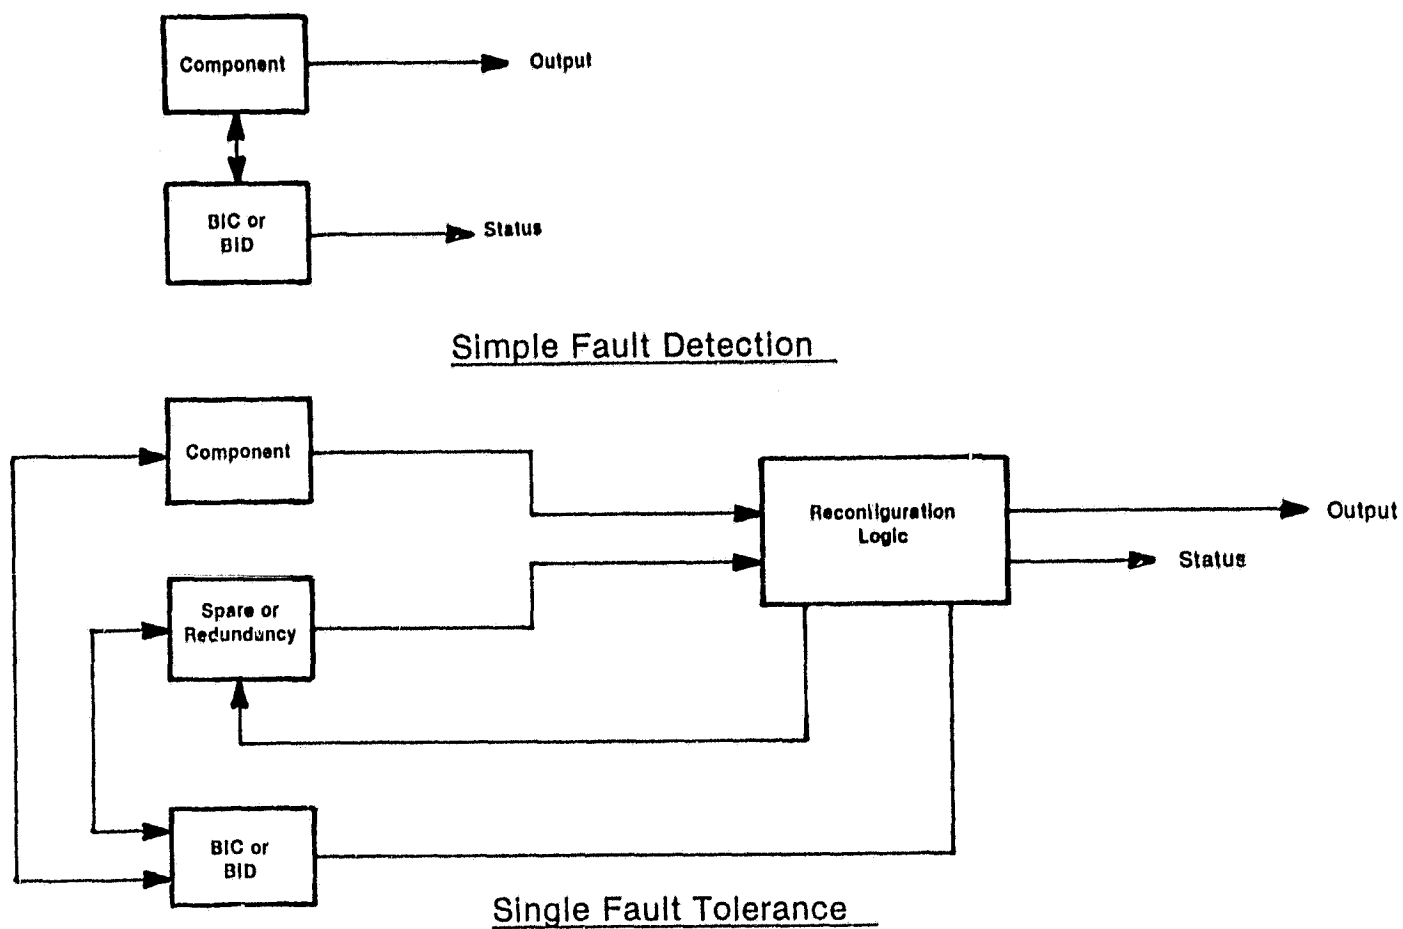 Component
Output
BIC or
BID
Status
Simple Fault Detection
Component
Reconfiguration
Logic
Output
Status
Spare or
Redundancy
BIC or
BID
Single Fault Tolerance